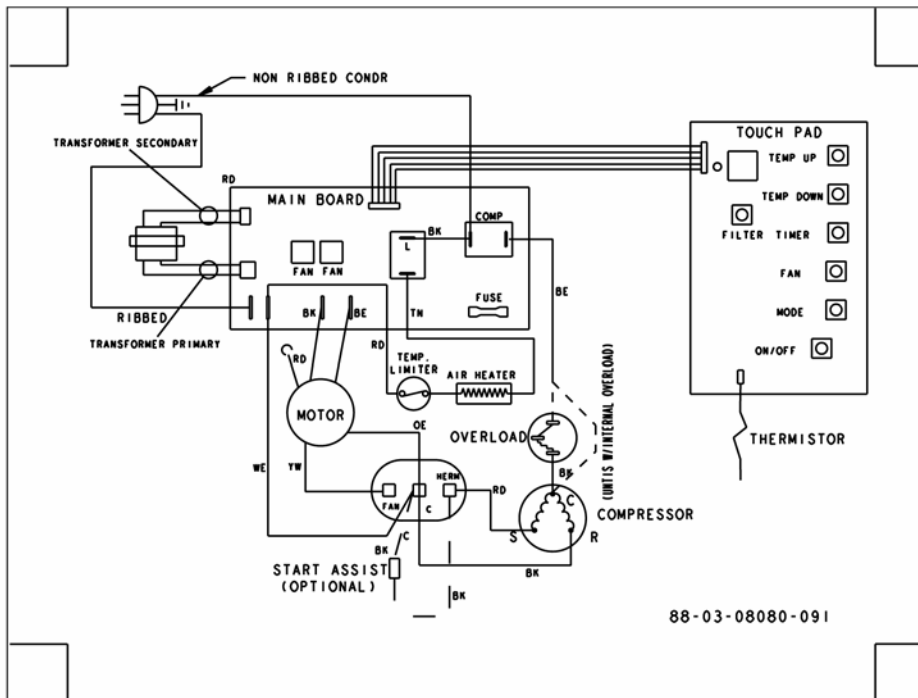 NON RIBBED CONDR
TRANSFORMER SECONDARY
RD
MAIN BOARD
COMP
BK
L
FAN FAN
FUSE
RIBBED
BK
BE
TN
BE
TRANSFORMER PRIMARY
RD
RD
TEMP.
LIMITER
AIR HEATER
MOTOR
OE
OVERLOAD
(UNTIS W/INTERNAL OVERLOAD)
WE
YW
HERM
BK
RD
FAN
C
C
COMPRESSOR
S
R
C
BK
START ASSIST
(OPTIONAL)
BK
BK
TOUCH PAD
TEMP UP
TEMP DOWN
FILTER TIMER
FAN
MODE
ON/OFF
THERMISTOR
88-03-08080-091